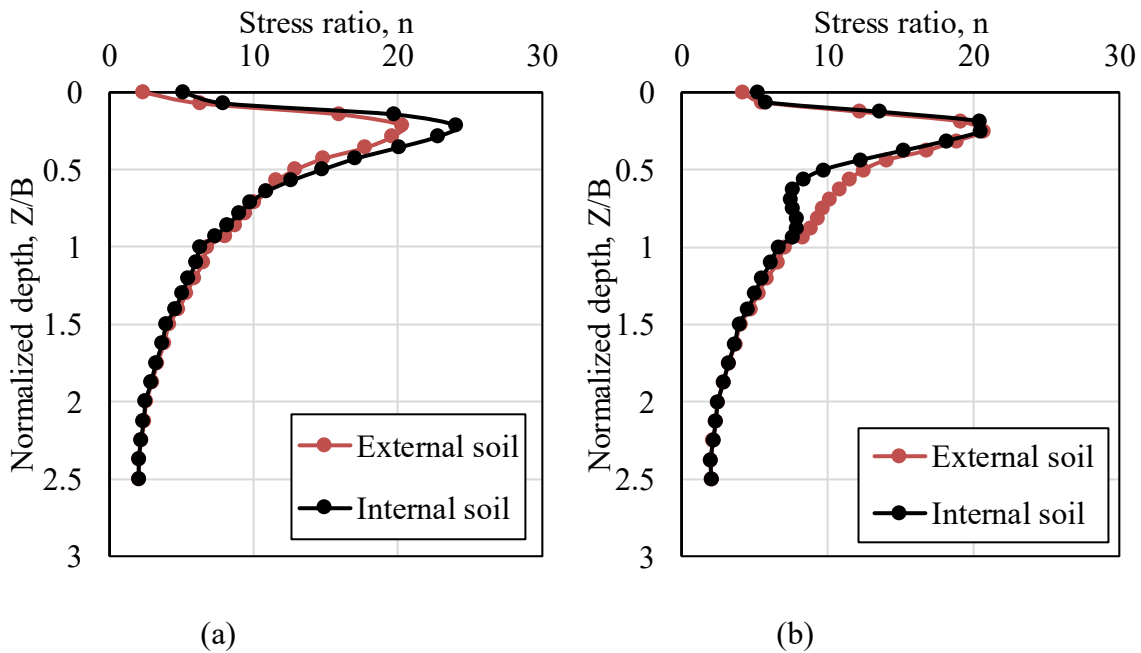 Stress ratio, n
0 10 20 30
Normalized depth, Z/B
0
0.5
1
1.5
2
2.5
3
External soil
Internal soil
(a)
Stress ratio, n
0 10 20 30
Normalized depth, Z/B
0
0.5
1
1.5
2
2.5
3
External soil
Internal soil
(b)